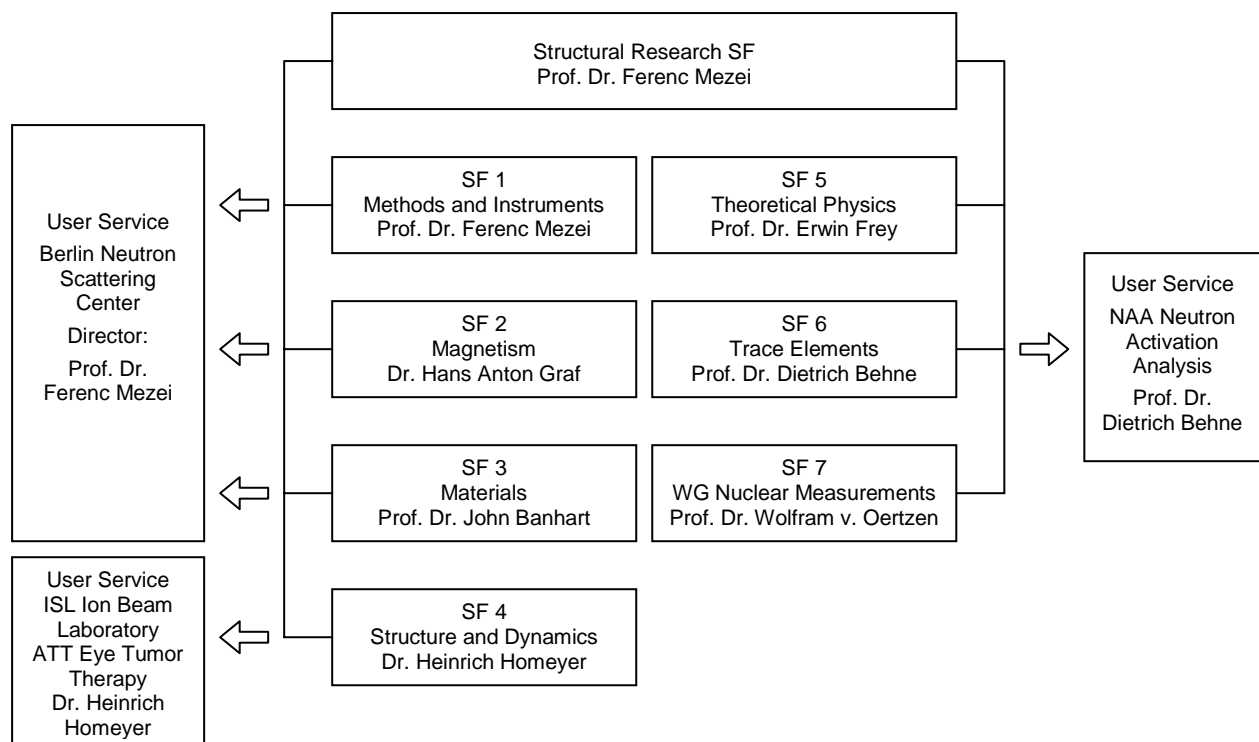 Structural Research SF
Prof. Dr. Ferenc Mezei
User Service
Berlin Neutron
Scattering
Center
Director:
Prof. Dr.
Ferenc Mezei
SF 1
Methods and Instruments
Prof. Dr. Ferenc Mezei
SF 5
Theoretical Physics
Prof. Dr. Erwin Frey
SF 2
Magnetism
Dr. Hans Anton Graf
SF 6
Trace Elements
Prof. Dr. Dietrich Behne
User Service
NAA Neutron
Activation
Analysis
Prof. Dr.
Dietrich Behne
SF 3
Materials
Prof. Dr. John Banhart
SF 7
WG Nuclear Measurements
Prof. Dr. Wolfram v. Oertzen
User Service
ISL Ion Beam
Laboratory
ATT Eye Tumor
Therapy
Dr. Heinrich
Homeyer
SF 4
Structure and Dynamics
Dr. Heinrich Homeyer